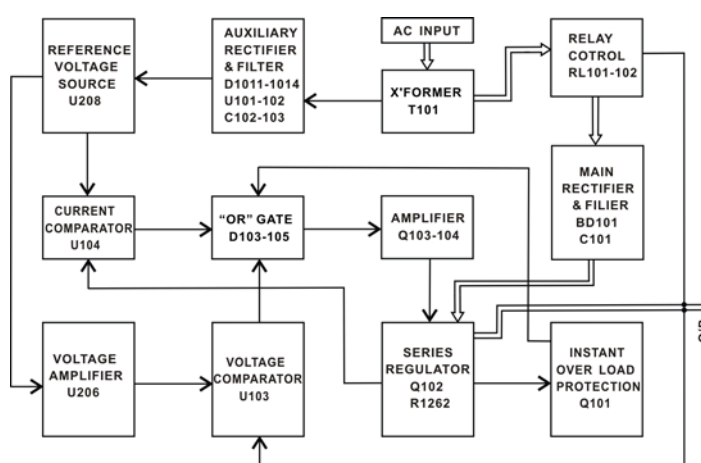 REFERENCE
VOLTAGE
SOURCE
U208
AUXILIARY
RECTIFIER
& FILTER
D1011-1014
U101-102
C102-103
AC INPUT
X'FORMER
T101
RELAY
COTROL
RL101-102
MAIN
RECTIFIER
& FILIER
BD101
C101
CURRENT
COMPARATOR
U104
“OR” GATE
D103-105
AMPLIFIER
Q103-104
VOLTAGE
AMPLIFIER
U206
VOLTAGE
COMPARATOR
U103
SERIES
REGULATOR
Q102
R1262
INSTANT
OVER LOAD
PROTECTION
Q101